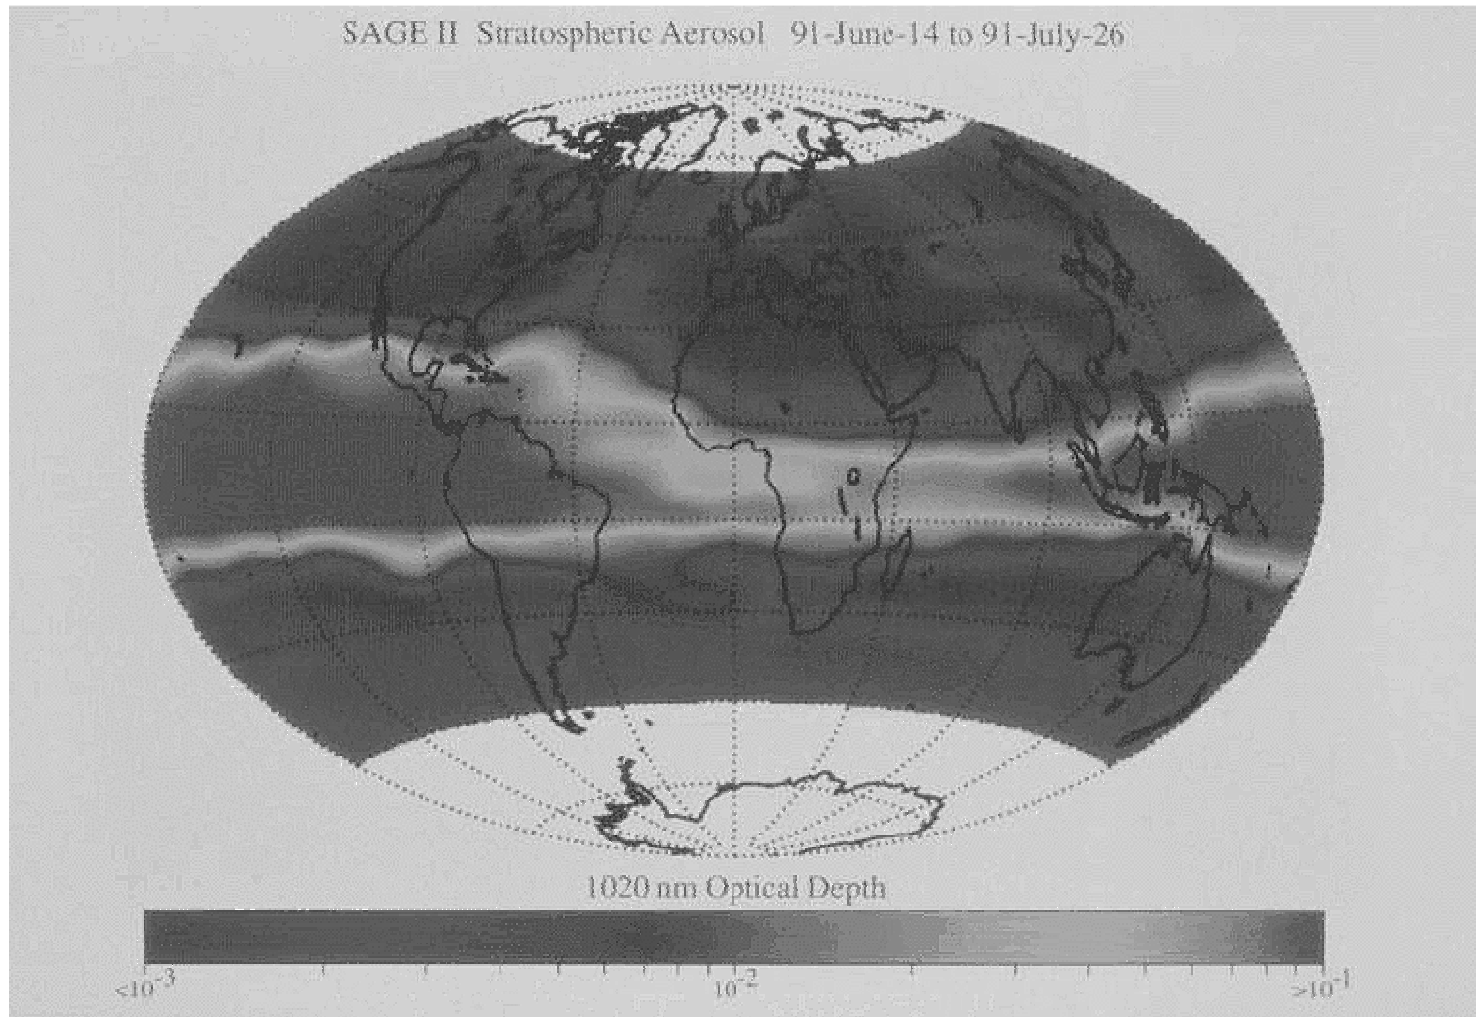 SAGE II Stratospheric Aerosol 91-June-14 to 91-July-26
1020 nm Optical Depth
<10-3 10-2 >10-1